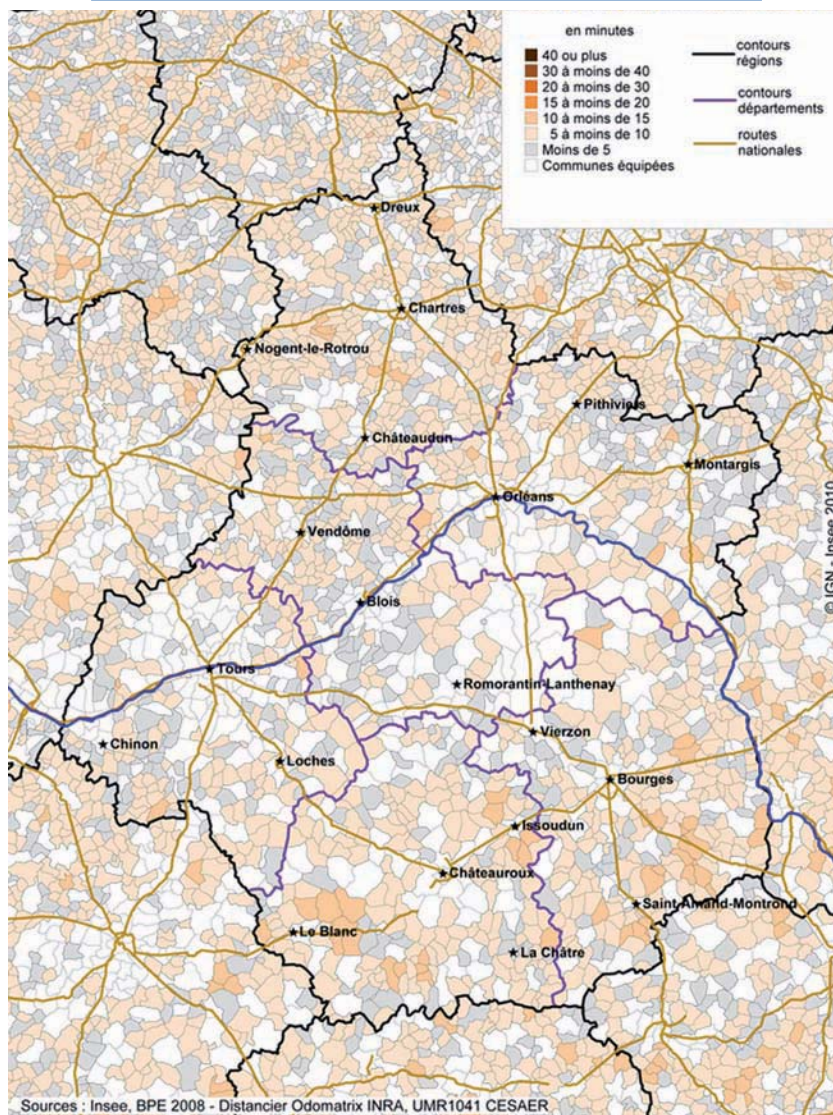 en minutes
40 ou plus
30 à moins de 40
20 à moins de 30
15 à moins de 20
10 à moins de 15
5 à moins de 10
Moins de 5
Communes équipées
contours
régions
contours
départements
routes
nationales
Dreux
Chartres
Nogent-le-Rotrou
Pithiviers
Châteaudun
Montargis
Orléans
Vendôme
Blois
Tours
Romorantin-Lanthenay
Vierzon
Chinon
Loches
Bourges
Issoudun
Châteauroux
Saint-Amand-Montrond
Le Blanc
La Châtre
© IGN - Insee 2010
Sources : Insee, BPE 2008 - Distancier Odomatrix INRA, UMR1041 CESAER